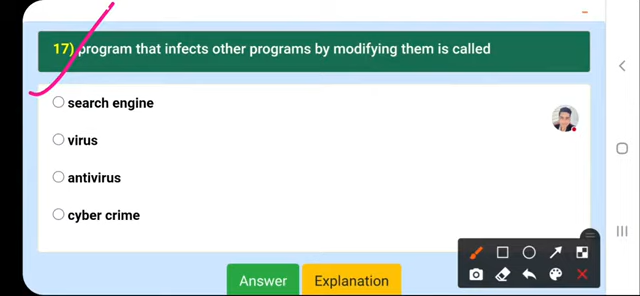 17) program that infects other programs by modifying them is called
search engine
virus
antivirus
cyber crime
Answer
Explanation